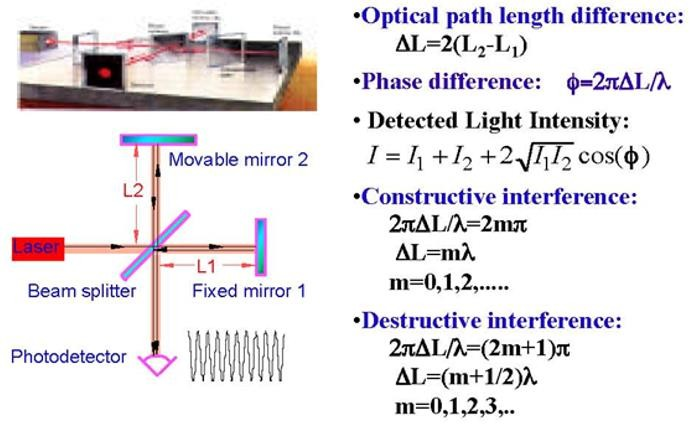 •Optical path length difference:
ΔL=2(L₂-L₁)
•Phase difference: ϕ=2πΔL/λ
• Detected Light Intensity:
I = I₁ + I₂ + 2√I₁I₂ cos(ϕ)
•Constructive interference:
2πΔL/λ=2mπ
ΔL=mλ
m=0,1,2,.....
•Destructive interference:
2πΔL/λ=(2m+1)π
ΔL=(m+1/2)λ
m=0,1,2,3,..
Movable mirror 2
L2
Laser
L1
Beam splitter
Fixed mirror 1
Photodetector